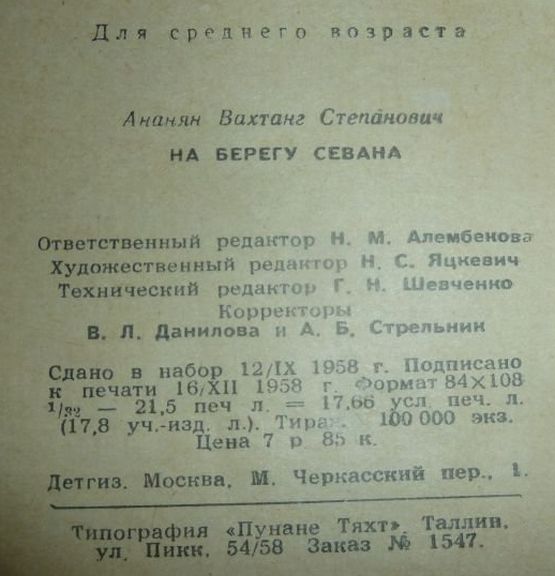 Для среднего возраста
Ананян Вахтанг Степанович
НА БЕРЕГУ СЕВАНА
Ответственный редактор Н. М. Алембекова
Художественный редактор Н. С. Яцкевич
Технический редактор Г. Н. Шевченко
Корректоры
В. Л. Данилова и А. Б. Стрельник
Сдано в набор 12/IX 1958 г. Подписано
к печати 16/XII 1958 г. Формат 84×108
1/32 — 21,5 печ л. = 17,66 усл печ. л.
(17,8 уч.-изд. л.). Тираж 100 000 экз.
Цена 7 р 85 к.
Детгиз. Москва, М. Черкасский пер., 1.
Типография «Пунане Тяхт». Таллин,
ул. Пикк, 54/58 Заказ № 1547.